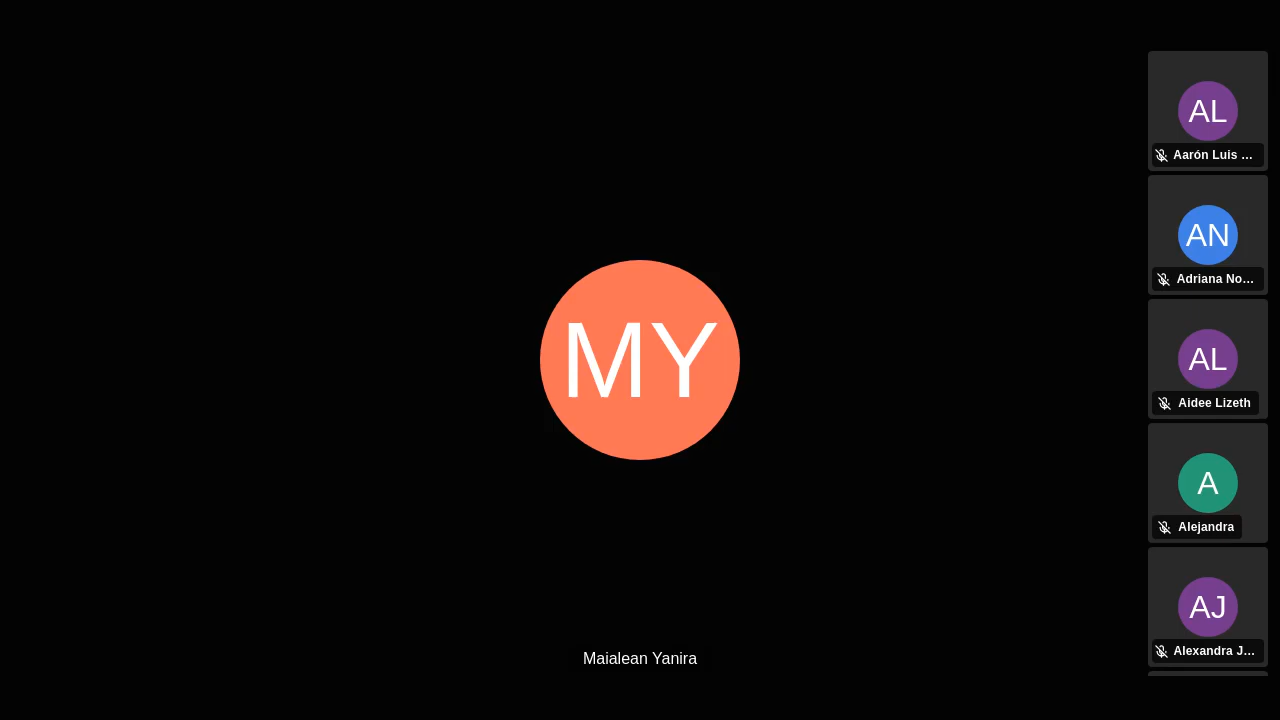 MY
Maialean Yanira
AL
Aarón Luis ...
AN
Adriana No...
AL
Aidee Lizeth
A
Alejandra
AJ
Alexandra J...